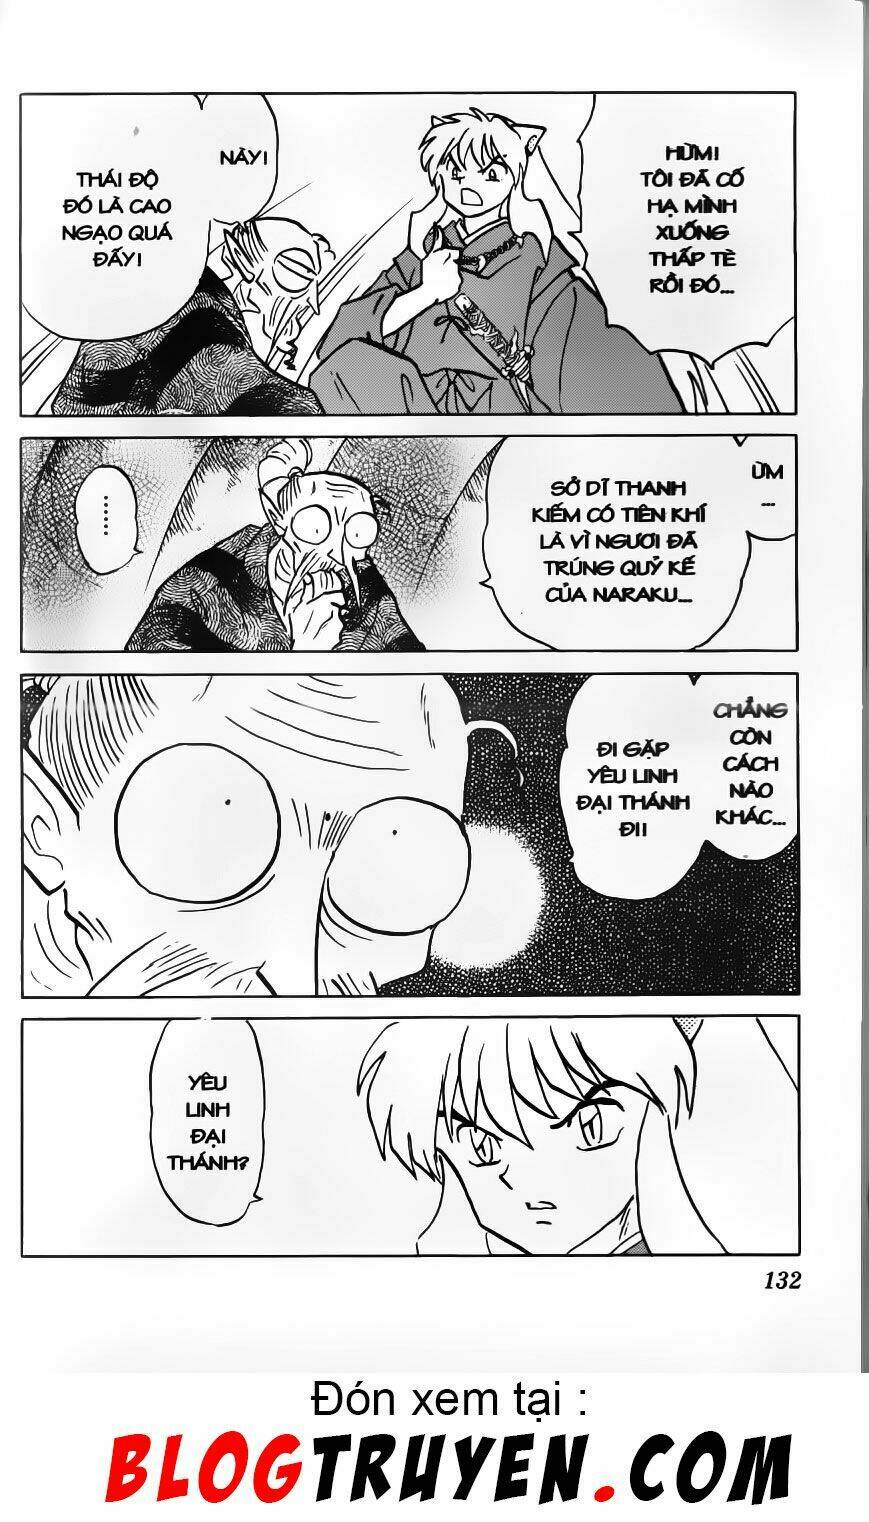 HỪM!
TÔI ĐÃ CỐ
HẠ MÌNH
XUỐNG
THẤP TÈ
RỒI ĐÓ...
NÀY!
THÁI ĐỘ
ĐÓ LÀ CAO
NGẠO QUÁ
ĐẤY!
ỪM
...
SỞ DĨ THANH
KIẾM CÓ TIÊN KHÍ
LÀ VÌ NGƯƠI ĐÃ
TRÚNG QUỶ KẾ
CỦA NARAKU...
......
CHẲNG
CÒN
CÁCH
NÀO
KHÁC...
ĐI GẶP
YÊU LINH
ĐẠI THÁNH
ĐI!
YÊU
LINH
ĐẠI
THÁNH?
132
Đón xem tại :
BLOGTRUYEN.COM